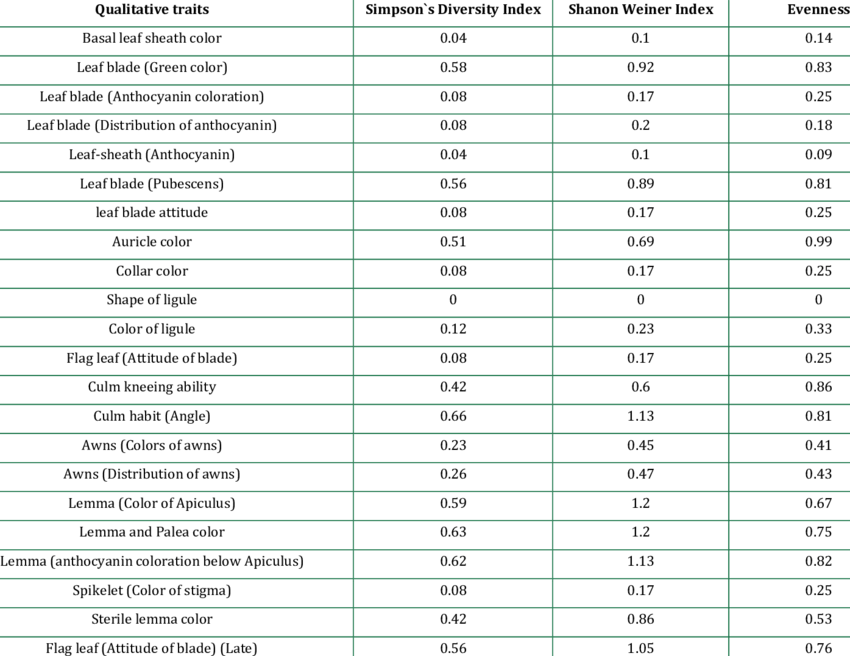 Qualitative traits Simpson`s Diversity Index Shanon Weiner Index Evenness
Basal leaf sheath color 0.04 0.1 0.14
Leaf blade (Green color) 0.58 0.92 0.83
Leaf blade (Anthocyanin coloration) 0.08 0.17 0.25
Leaf blade (Distribution of anthocyanin) 0.08 0.2 0.18
Leaf-sheath (Anthocyanin) 0.04 0.1 0.09
Leaf blade (Pubescens) 0.56 0.89 0.81
leaf blade attitude 0.08 0.17 0.25
Auricle color 0.51 0.69 0.99
Collar color 0.08 0.17 0.25
Shape of ligule 0 0 0
Color of ligule 0.12 0.23 0.33
Flag leaf (Attitude of blade) 0.08 0.17 0.25
Culm kneeing ability 0.42 0.6 0.86
Culm habit (Angle) 0.66 1.13 0.81
Awns (Colors of awns) 0.23 0.45 0.41
Awns (Distribution of awns) 0.26 0.47 0.43
Lemma (Color of Apiculus) 0.59 1.2 0.67
Lemma and Palea color 0.63 1.2 0.75
Lemma (anthocyanin coloration below Apiculus) 0.62 1.13 0.82
Spikelet (Color of stigma) 0.08 0.17 0.25
Sterile lemma color 0.42 0.86 0.53
Flag leaf (Attitude of blade) (Late) 0.56 1.05 0.76